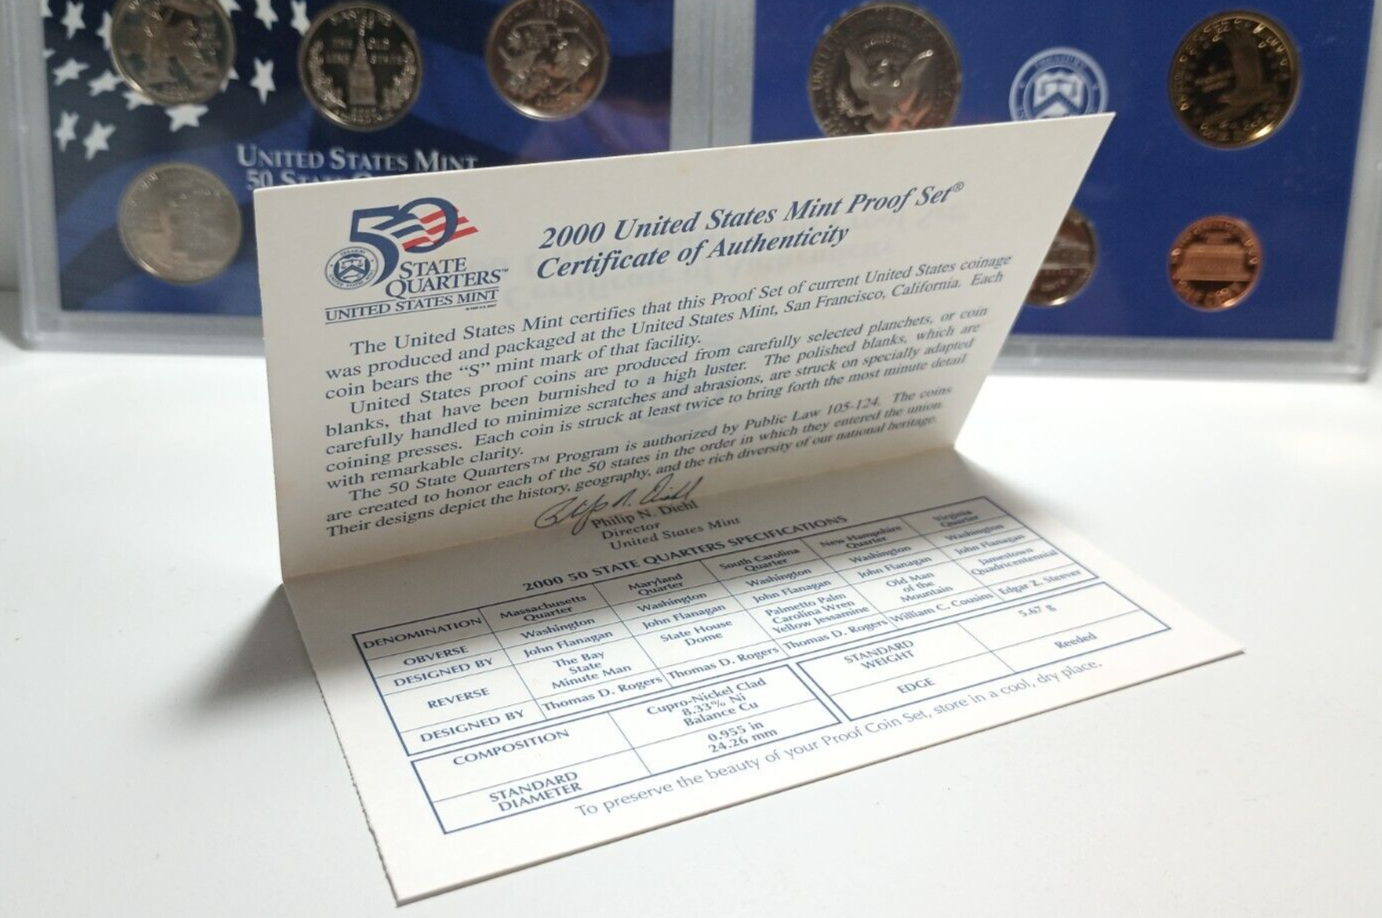 UNITED STATES MINT
50 STATE
50
STATE
QUARTERS™
UNITED STATES MINT
2000 United States Mint Proof Set®
Certificate of Authenticity
The United States Mint certifies that this Proof Set of current United States coinage
was produced and packaged at the United States Mint, San Francisco, California. Each
coin bears the "S" mint mark of that facility.
United States proof coins are produced from carefully selected planchets, or coin
blanks, that have been burnished to a high luster. The polished blanks, which are
carefully handled to minimize scratches and abrasions, are struck on specially adapted
coining presses. Each coin is struck at least twice to bring forth the most minute detail
with remarkable clarity.
The 50 State Quarters™ Program is authorized by Public Law 105-124. The coins
are created to honor each of the 50 states in the order in which they entered the union.
Their designs depict the history, geography, and the rich diversity of our national heritage.
Philip N. Diehl
Philip N. Diehl
Director
United States Mint
2000 50 STATE QUARTERS SPECIFICATIONS
DENOMINATION Massachusetts Quarter Maryland Quarter South Carolina Quarter New Hampshire Quarter Virginia Quarter
OBVERSE Washington Washington Washington Washington Washington
DESIGNED BY John Flanagan John Flanagan John Flanagan John Flanagan John Flanagan
REVERSE The Bay State Minute Man State House Dome Palmetto Palm Carolina Wren Yellow Jessamine Old Man of the Mountain Jamestown Quadricentennial
DESIGNED BY Thomas D. Rogers Thomas D. Rogers Thomas D. Rogers William C. Cousins Edgar Z. Steever
COMPOSITION Cupro-Nickel Clad 8.33% Ni Balance Cu
STANDARD DIAMETER 0.955 in 24.26 mm
STANDARD WEIGHT 5.67 g
EDGE Reeded
To preserve the beauty of your Proof Coin Set, store in a cool, dry place.